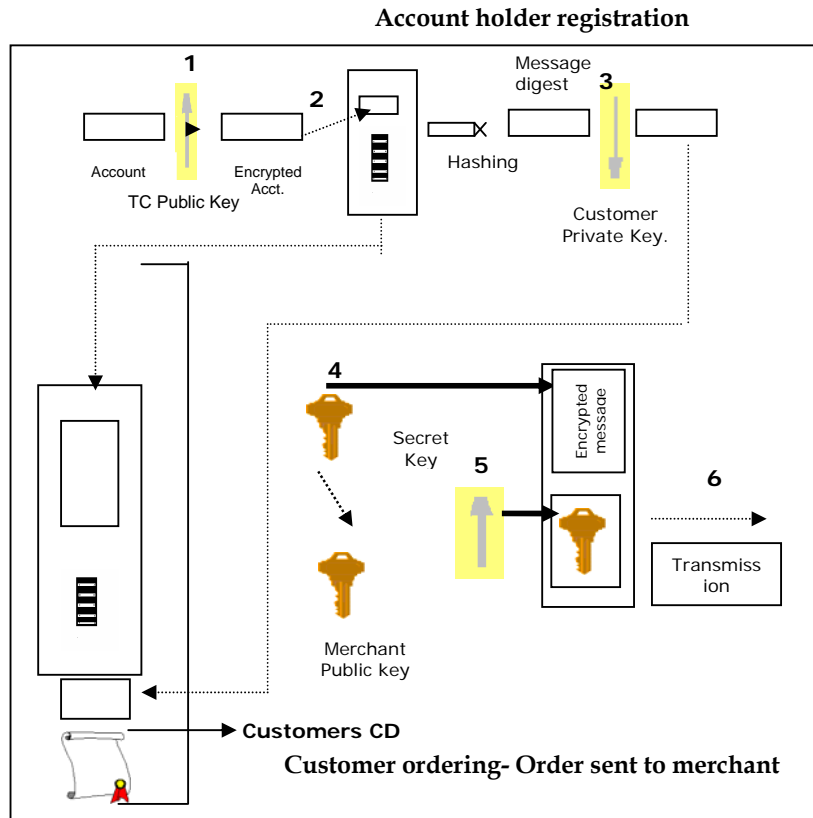 Account holder registration
1
2
Message
digest
3
Account
Encrypted
Acct.
Hashing
TC Public Key
Customer
Private Key.
4
Encrypted
message
Secret
Key
5
6
Transmiss
ion
Merchant
Public key
Customers CD
Customer ordering- Order sent to merchant